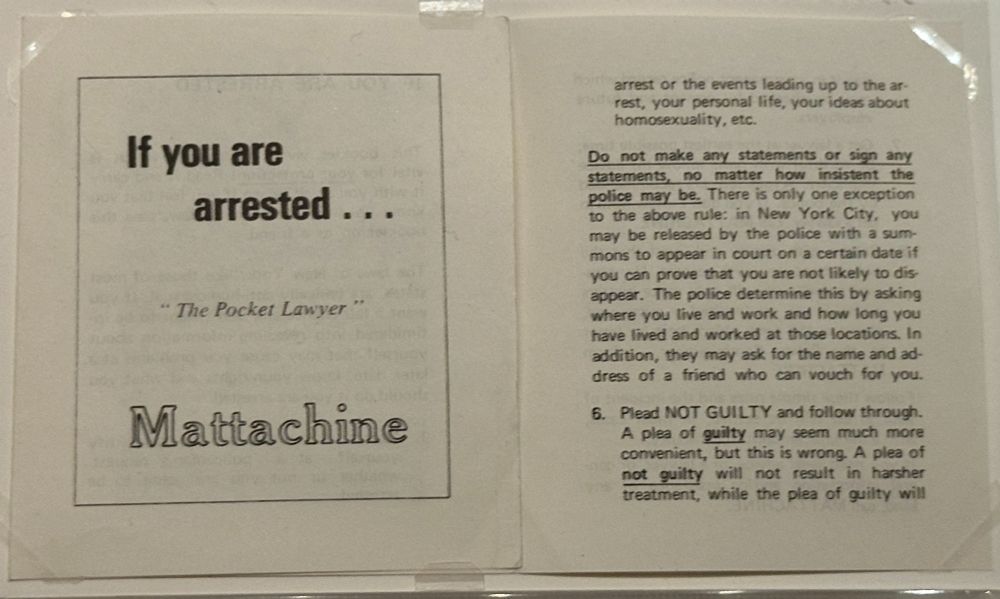 If you are
arrested . . .
" The Pocket Lawyer "
Mattachine
arrest or the events leading up to the ar-
rest, your personal life, your ideas about
homosexuality, etc.
Do not make any statements or sign any
statements, no matter how insistent the
police may be. There is only one exception
to the above rule: in New York City, you
may be released by the police with a sum-
mons to appear in court on a certain date if
you can prove that you are not likely to dis-
appear. The police determine this by asking
where you live and work and how long you
have lived and worked at those locations. In
addition, they may ask for the name and ad-
dress of a friend who can vouch for you.
6. Plead NOT GUILTY and follow through.
A plea of guilty may seem much more
convenient, but this is wrong. A plea of
not guilty will not result in harsher
treatment, while the plea of guilty will